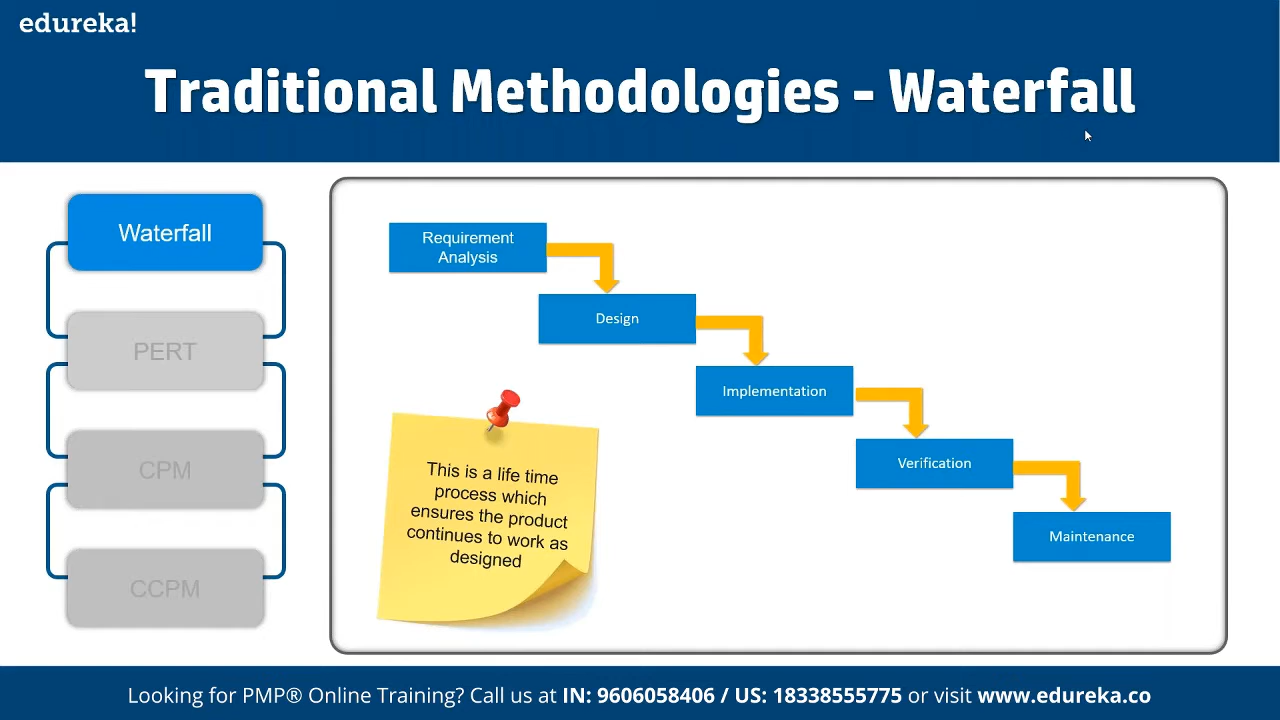 edureka!
Traditional Methodologies - Waterfall
Waterfall
PERT
CPM
CCPM
Requirement
Analysis
Design
Implementation
Verification
Maintenance
This is a life time
process which
ensures the product
continues to work as
designed
Looking for PMP® Online Training? Call us at IN: 9606058406 / US: 18338555775 or visit www.edureka.co